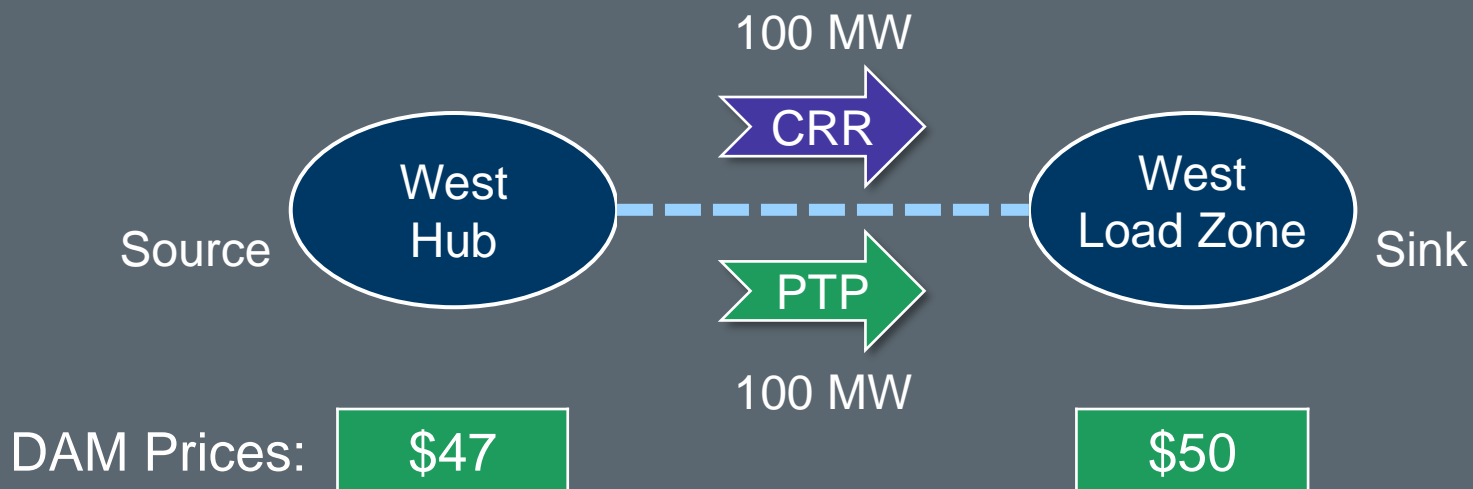 100 MW
CRR
West
Hub
West
Load Zone
Source
Sink
PTP
100 MW
DAM Prices:
$47
$50